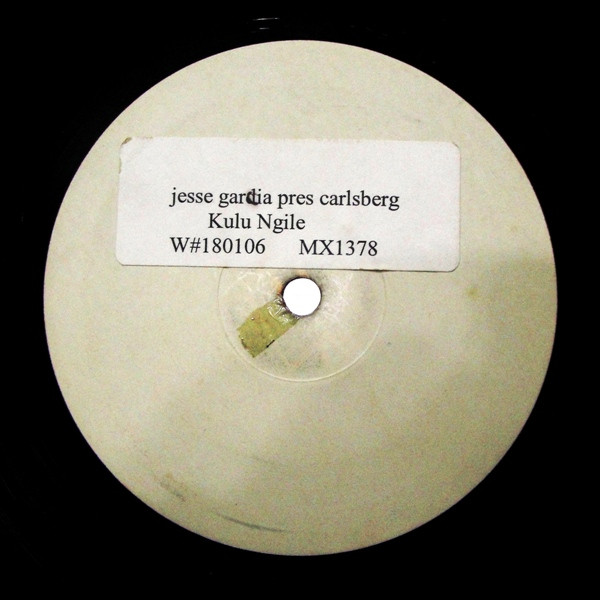 jesse gardia pres carlsberg
Kulu Ngile
W#180106 MX1378